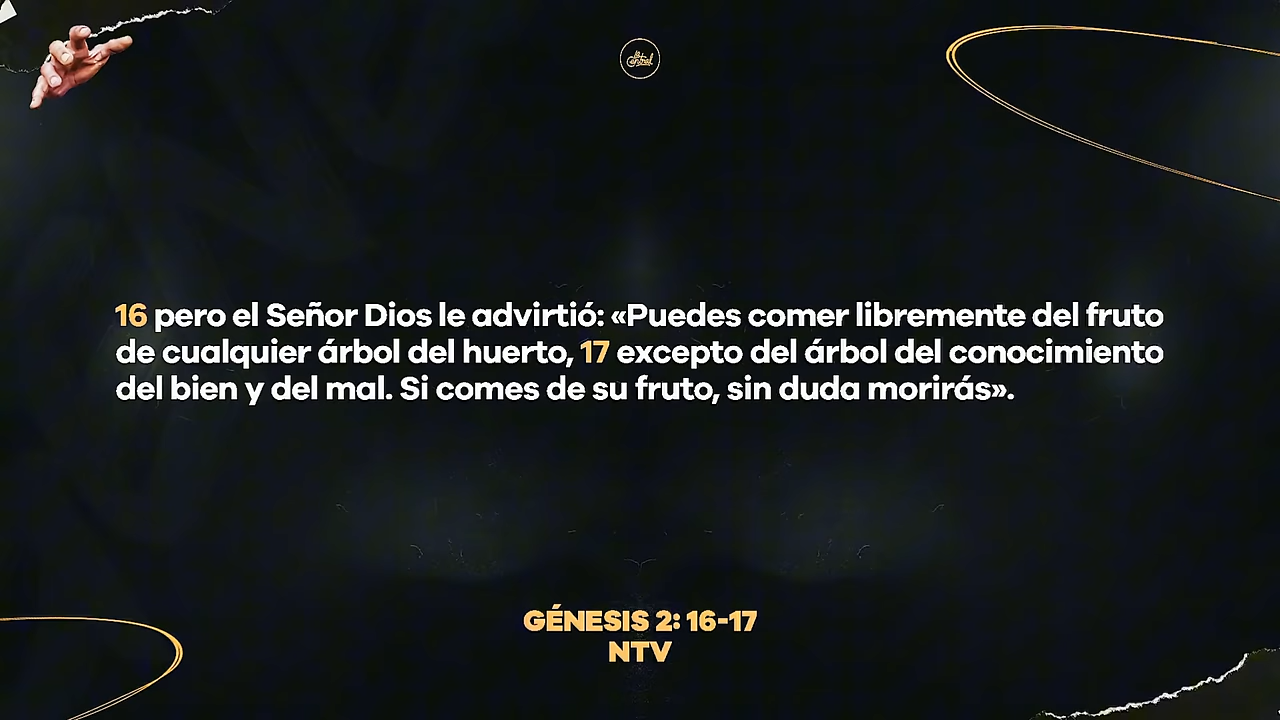 la Central
16 pero el Señor Dios le advirtió: «Puedes comer libremente del fruto
de cualquier árbol del huerto, 17 excepto del árbol del conocimiento
del bien y del mal. Si comes de su fruto, sin duda morirás».
GÉNESIS 2: 16-17
NTV